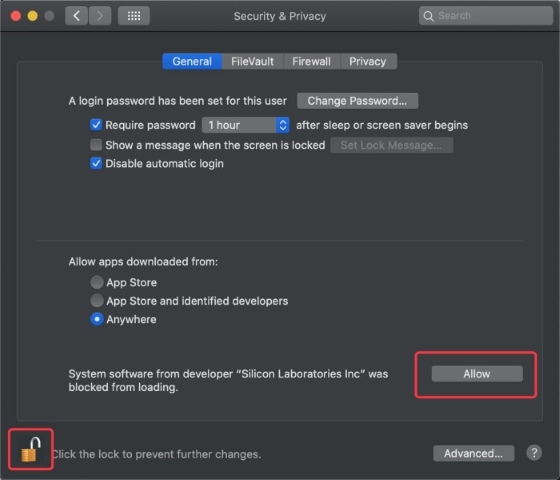 Security & Privacy
Search
General FileVault Firewall Privacy
A login password has been set for this user Change Password...
Require password 1 hour after sleep or screen saver begins
Show a message when the screen is locked Set Lock Message...
Disable automatic login
Allow apps downloaded from:
App Store
App Store and identified developers
Anywhere
System software from developer “Silicon Laboratories Inc” was
blocked from loading.
Allow
Click the lock to prevent further changes.
Advanced...
?